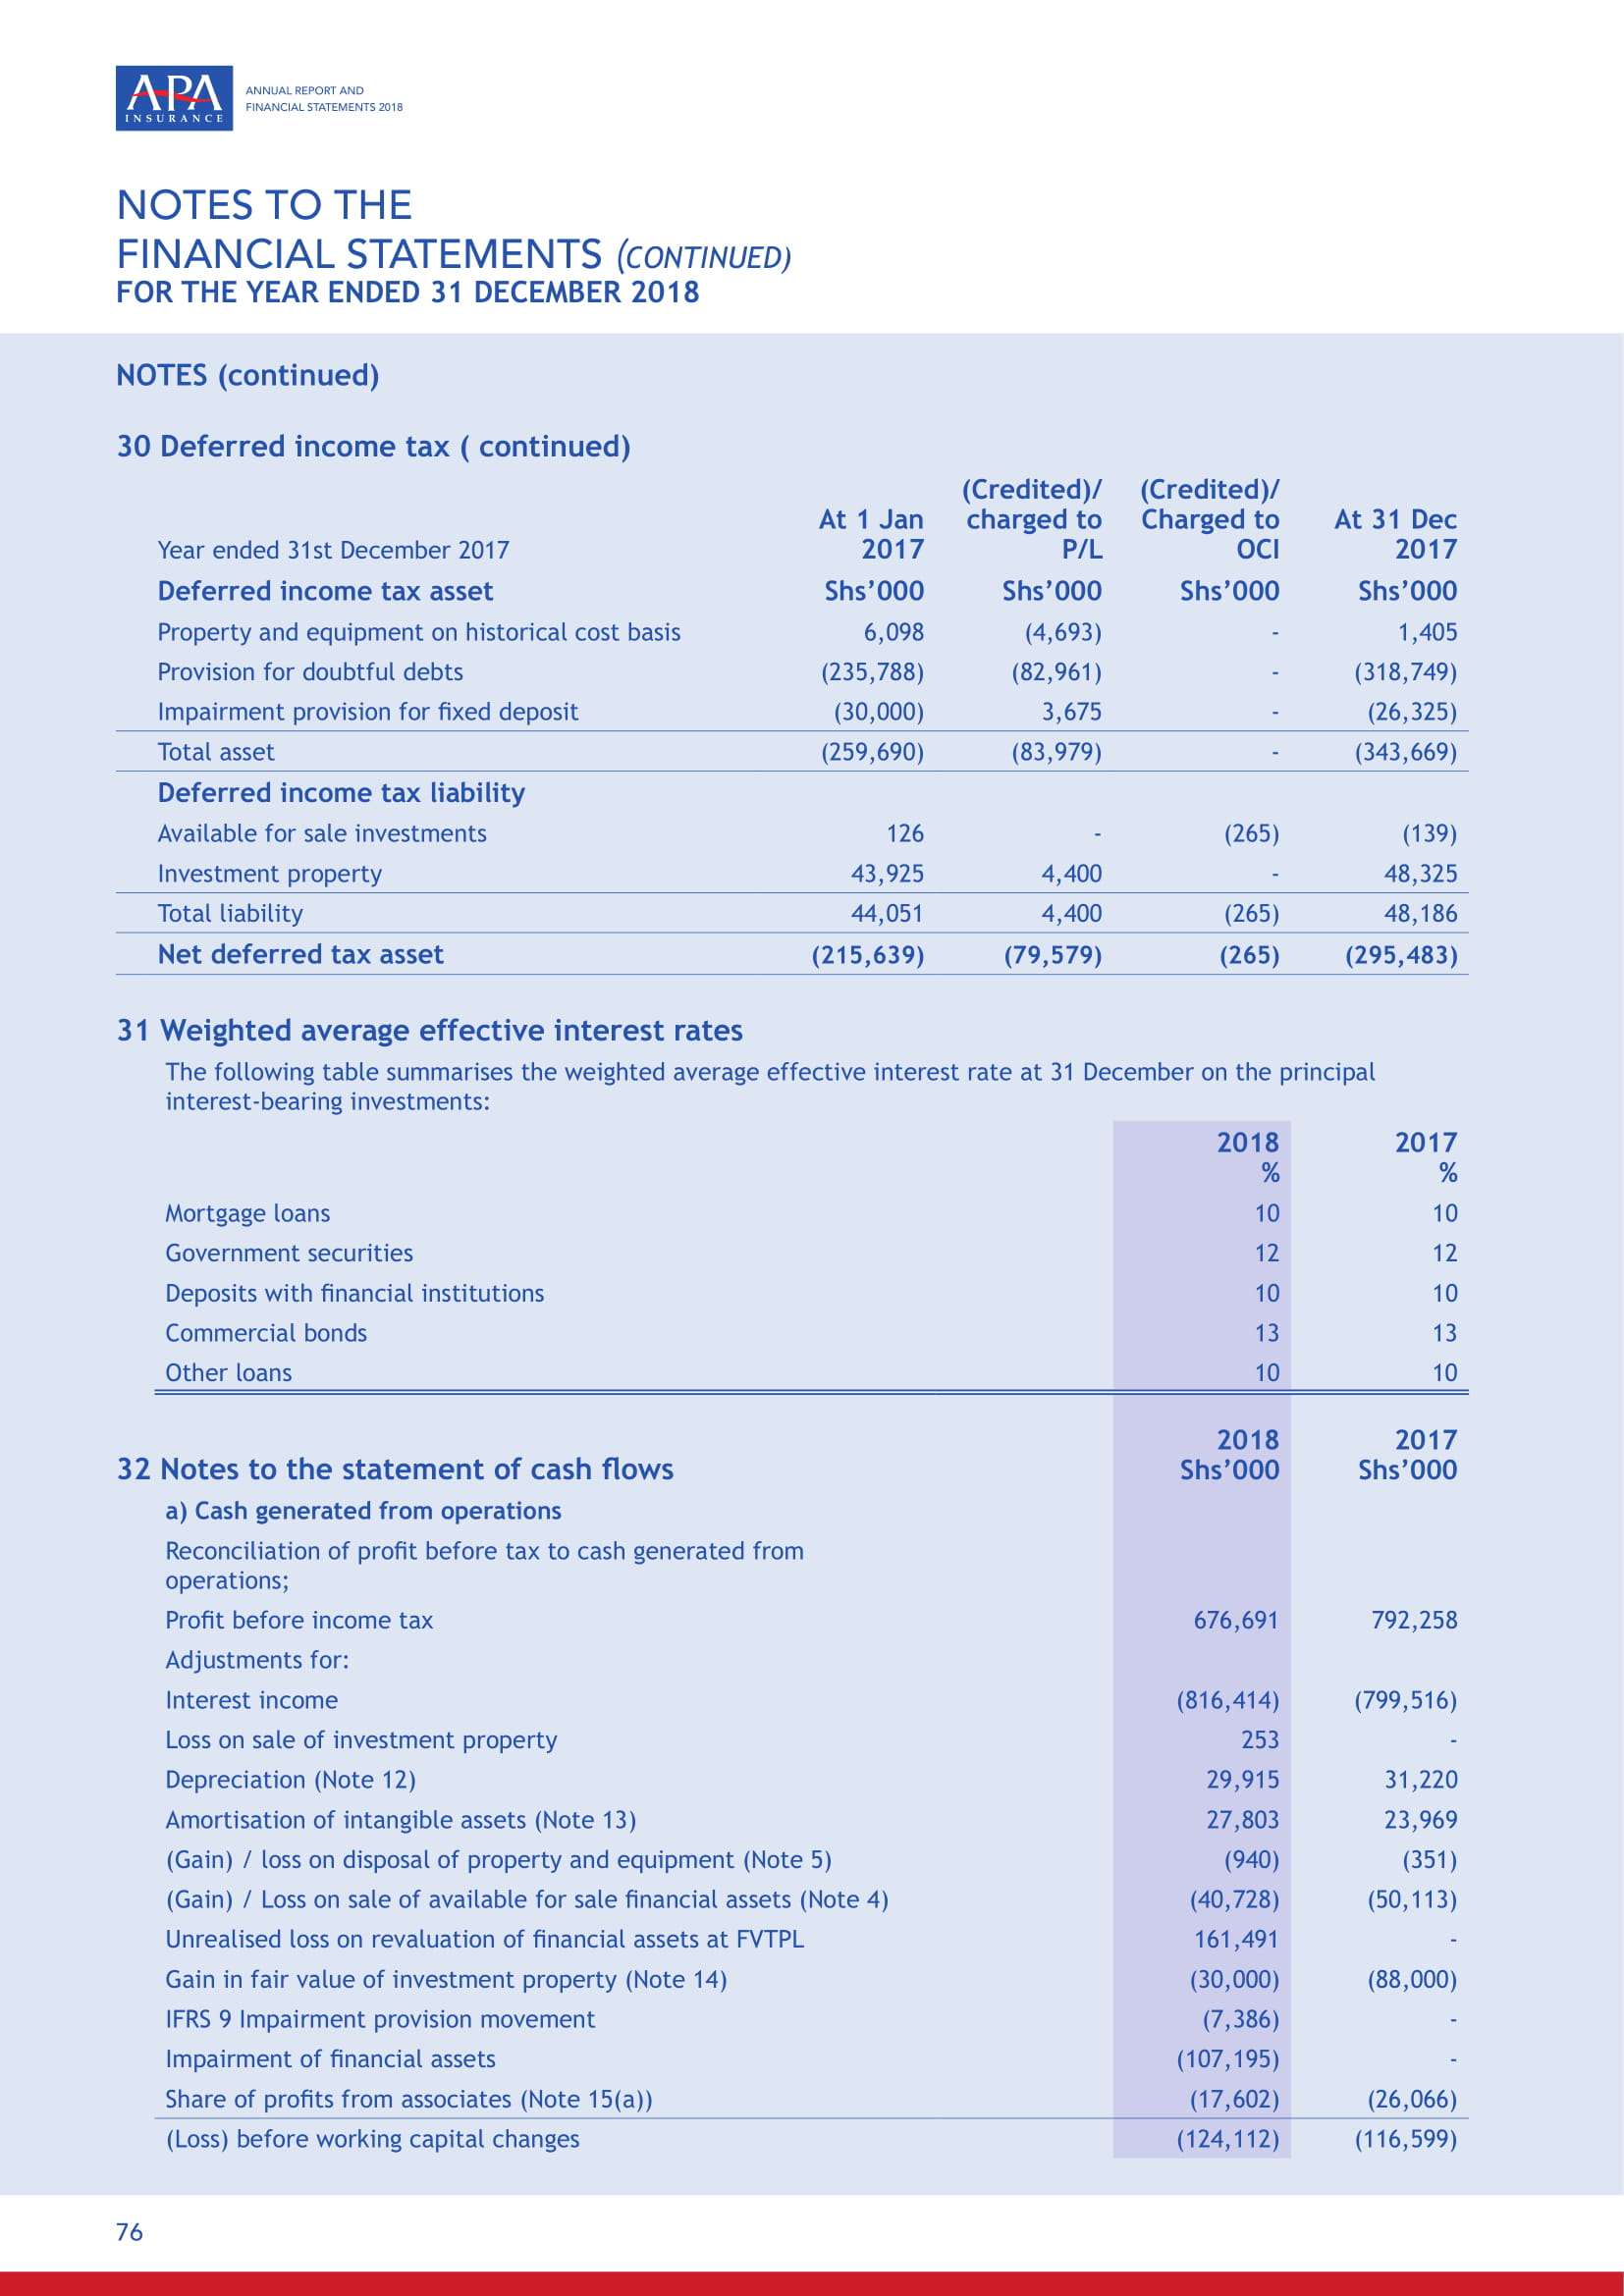 APA
INSURANCE
ANNUAL REPORT AND
FINANCIAL STATEMENTS 2018
NOTES TO THE
FINANCIAL STATEMENTS (CONTINUED)
FOR THE YEAR ENDED 31 DECEMBER 2018
NOTES (continued)
30 Deferred income tax ( continued)
(Credited)/ (Credited)/
At 1 Jan charged to Charged to At 31 Dec
Year ended 31st December 2017 2017 P/L OCI 2017
Deferred income tax asset Shs’000 Shs’000 Shs’000 Shs’000
Property and equipment on historical cost basis 6,098 (4,693) - 1,405
Provision for doubtful debts (235,788) (82,961) - (318,749)
Impairment provision for fixed deposit (30,000) 3,675 - (26,325)
Total asset (259,690) (83,979) - (343,669)
Deferred income tax liability
Available for sale investments 126 - (265) (139)
Investment property 43,925 4,400 - 48,325
Total liability 44,051 4,400 (265) 48,186
Net deferred tax asset (215,639) (79,579) (265) (295,483)
31 Weighted average effective interest rates
The following table summarises the weighted average effective interest rate at 31 December on the principal
interest-bearing investments:
2018 2017
% %
Mortgage loans 10 10
Government securities 12 12
Deposits with financial institutions 10 10
Commercial bonds 13 13
Other loans 10 10
2018 2017
32 Notes to the statement of cash flows Shs’000 Shs’000
a) Cash generated from operations
Reconciliation of profit before tax to cash generated from
operations;
Profit before income tax 676,691 792,258
Adjustments for:
Interest income (816,414) (799,516)
Loss on sale of investment property 253 -
Depreciation (Note 12) 29,915 31,220
Amortisation of intangible assets (Note 13) 27,803 23,969
(Gain) / loss on disposal of property and equipment (Note 5) (940) (351)
(Gain) / Loss on sale of available for sale financial assets (Note 4) (40,728) (50,113)
Unrealised loss on revaluation of financial assets at FVTPL 161,491 -
Gain in fair value of investment property (Note 14) (30,000) (88,000)
IFRS 9 Impairment provision movement (7,386) -
Impairment of financial assets (107,195) -
Share of profits from associates (Note 15(a)) (17,602) (26,066)
(Loss) before working capital changes (124,112) (116,599)
76